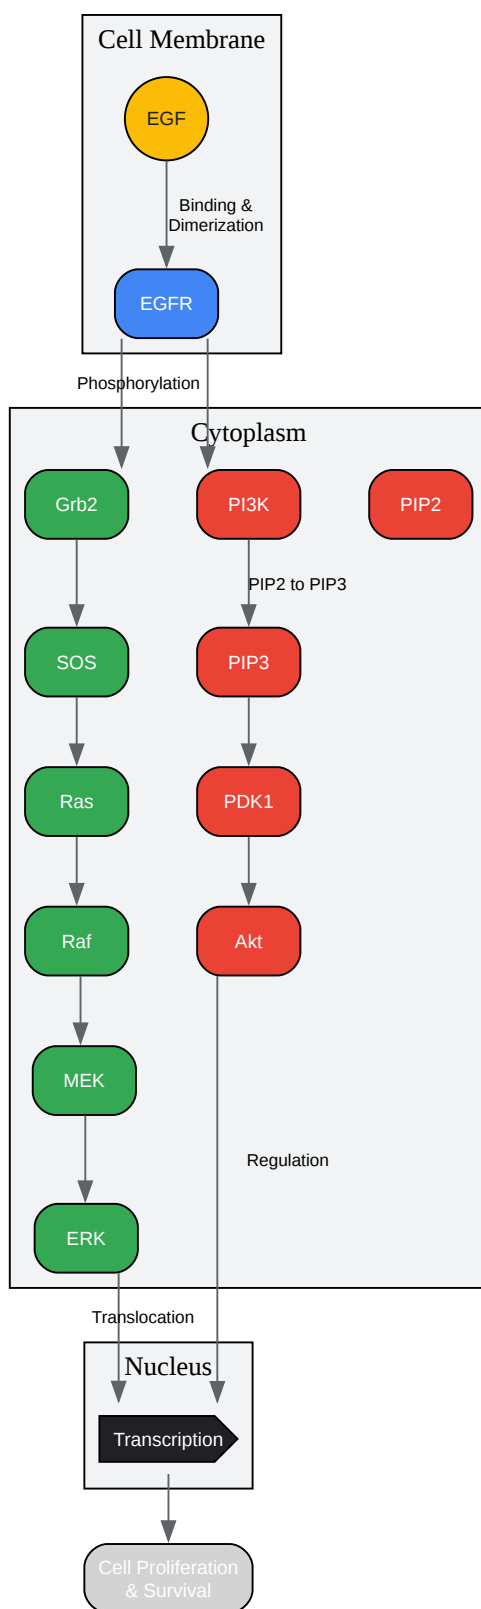 Cell Membrane
EGF
Binding &
Dimerization
EGFR
Phosphorylation
Cytoplasm
Grb2
PI3K
PIP2
PIP2 to PIP3
SOS
PIP3
Ras
PDK1
Raf
Akt
MEK
Regulation
ERK
Translocation
Nucleus
Transcription
Cell Proliferation
& Survival